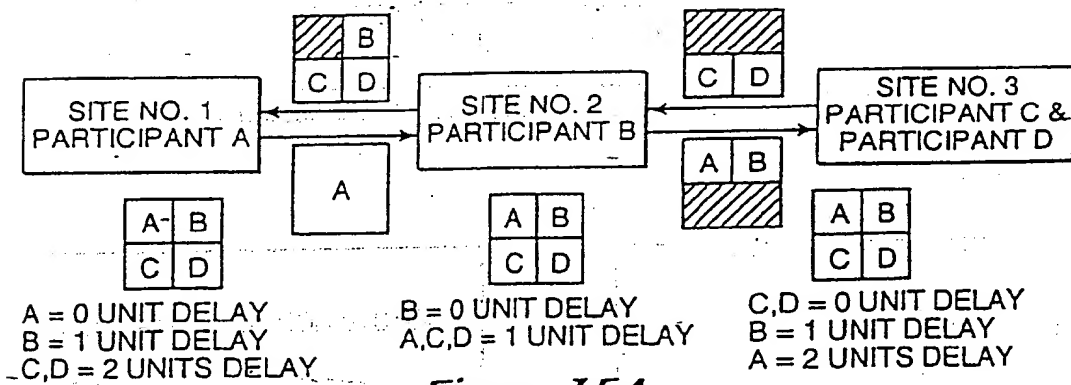 B
C D
C D
SITE NO. 1
PARTICIPANT A
SITE NO. 2
PARTICIPANT B
SITE NO. 3
PARTICIPANT C &
PARTICIPANT D
A
A B
A B
C D
A B
C D
A B
C D
A = 0 UNIT DELAY
B = 1 UNIT DELAY
C,D = 2 UNITS DELAY
B = 0 UNIT DELAY
A,C,D = 1 UNIT DELAY
C,D = 0 UNIT DELAY
B = 1 UNIT DELAY
A = 2 UNITS DELAY